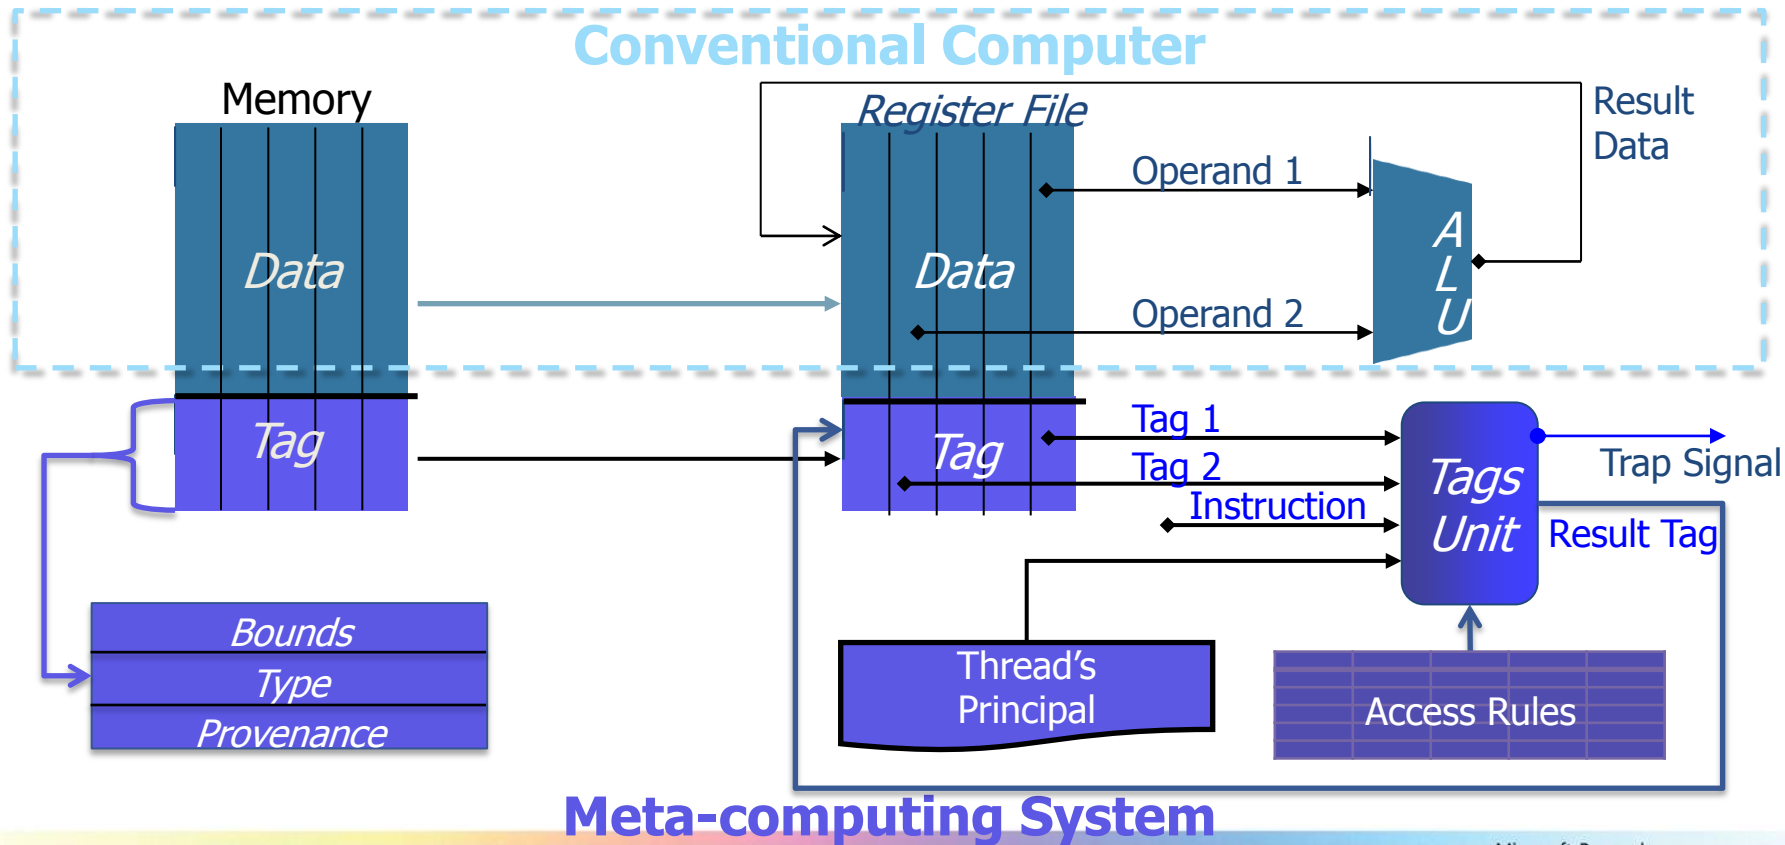 Conventional Computer
Memory
Register File
Result
Data
Operand 1
A
L
U
Data
Data
Operand 2
Tag
Tag
Tag 1
Tag 2
Instruction
Tags
Unit
Trap Signal
Result Tag
Bounds
Type
Provenance
Thread's
Principal
Access Rules
Meta-computing System